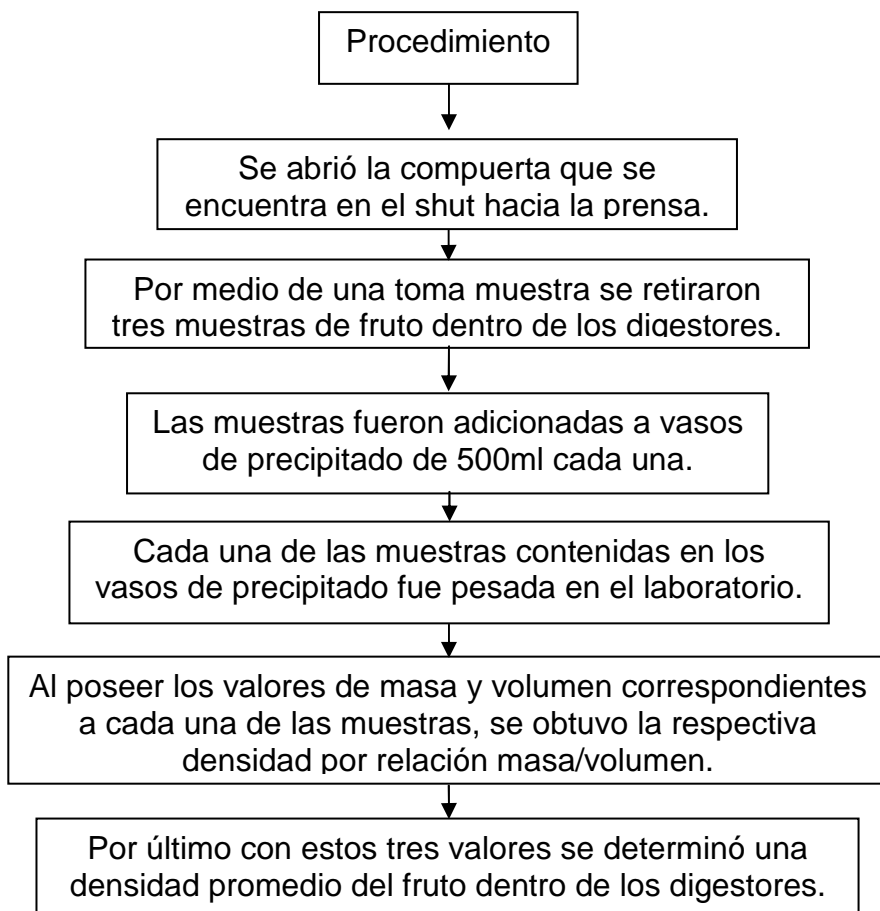 Procedimiento
Se abrió la compuerta que se
encuentra en el shut hacia la prensa.
Por medio de una toma muestra se retiraron
tres muestras de fruto dentro de los digestores.
Las muestras fueron adicionadas a vasos
de precipitado de 500ml cada una.
Cada una de las muestras contenidas en los
vasos de precipitado fue pesada en el laboratorio.
Al poseer los valores de masa y volumen correspondientes
a cada una de las muestras, se obtuvo la respectiva
densidad por relación masa/volumen.
Por último con estos tres valores se determinó una
densidad promedio del fruto dentro de los digestores.